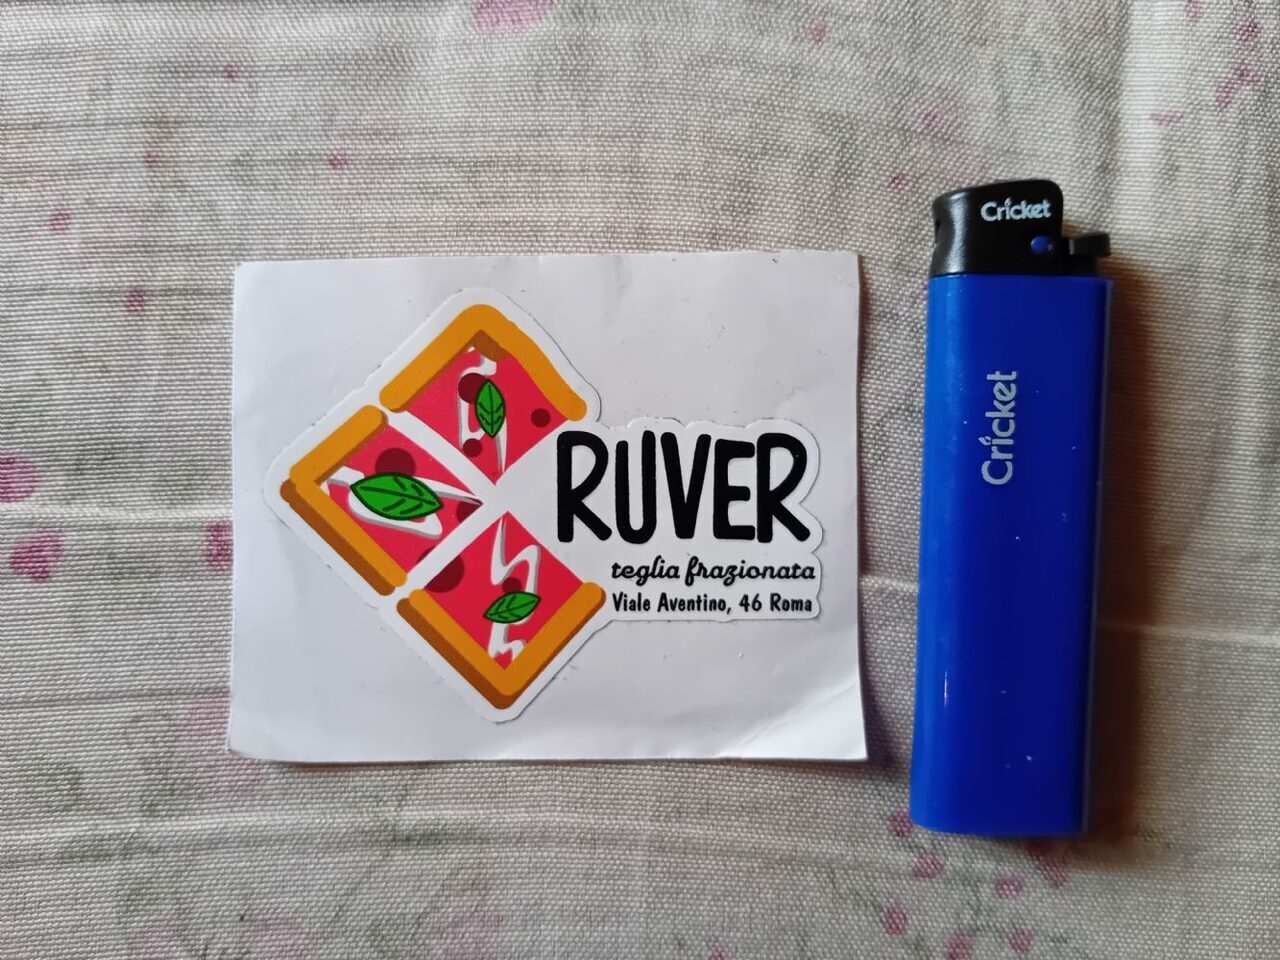 RUVER
teglia frazionata
Viale Aventino, 46 Roma
Cricket
Cricket